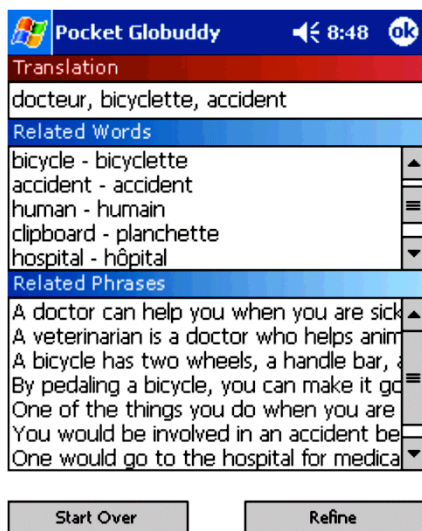 Pocket Globuddy 8:48 ok
Translation
docteur, bicyclette, accident
Related Words
bicycle - bicyclette
accident - accident
human - humain
clipboard - planchette
hospital - hôpital
Related Phrases
A doctor can help you when you are sick
A veterinarian is a doctor who helps anim
A bicycle has two wheels, a handle bar, a
By pedaling a bicycle, you can make it go
One of the things you do when you are
You would be involved in an accident be
One would go to the hospital for medica
Start Over Refine